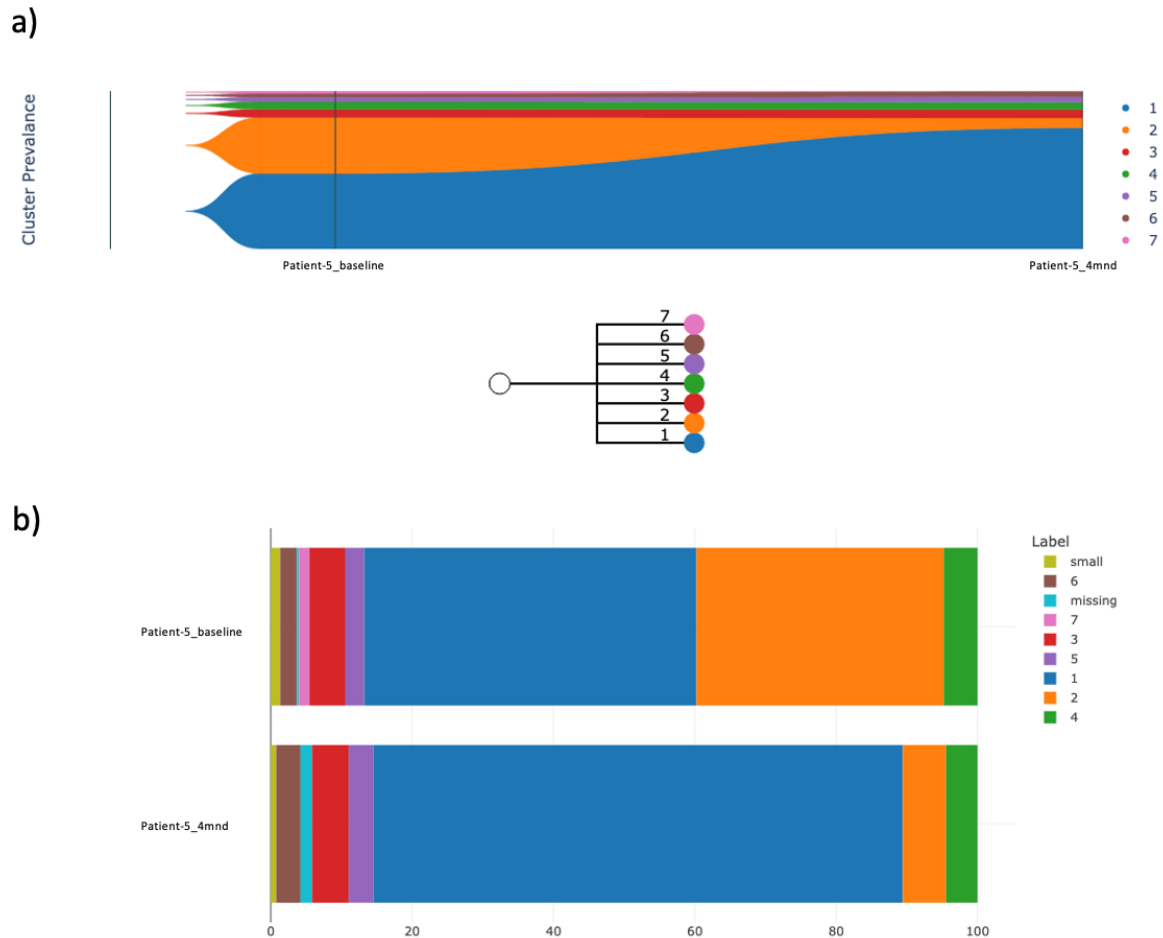 a)
Cluster Prevalance
1
2
3
4
5
6
7
Patient-5_baseline
Patient-5_4mnd
7
6
5
4
3
2
1
b)
Label
small
6
missing
7
3
5
1
2
4
Patient-5_baseline
Patient-5_4mnd
0
20
40
60
80
100